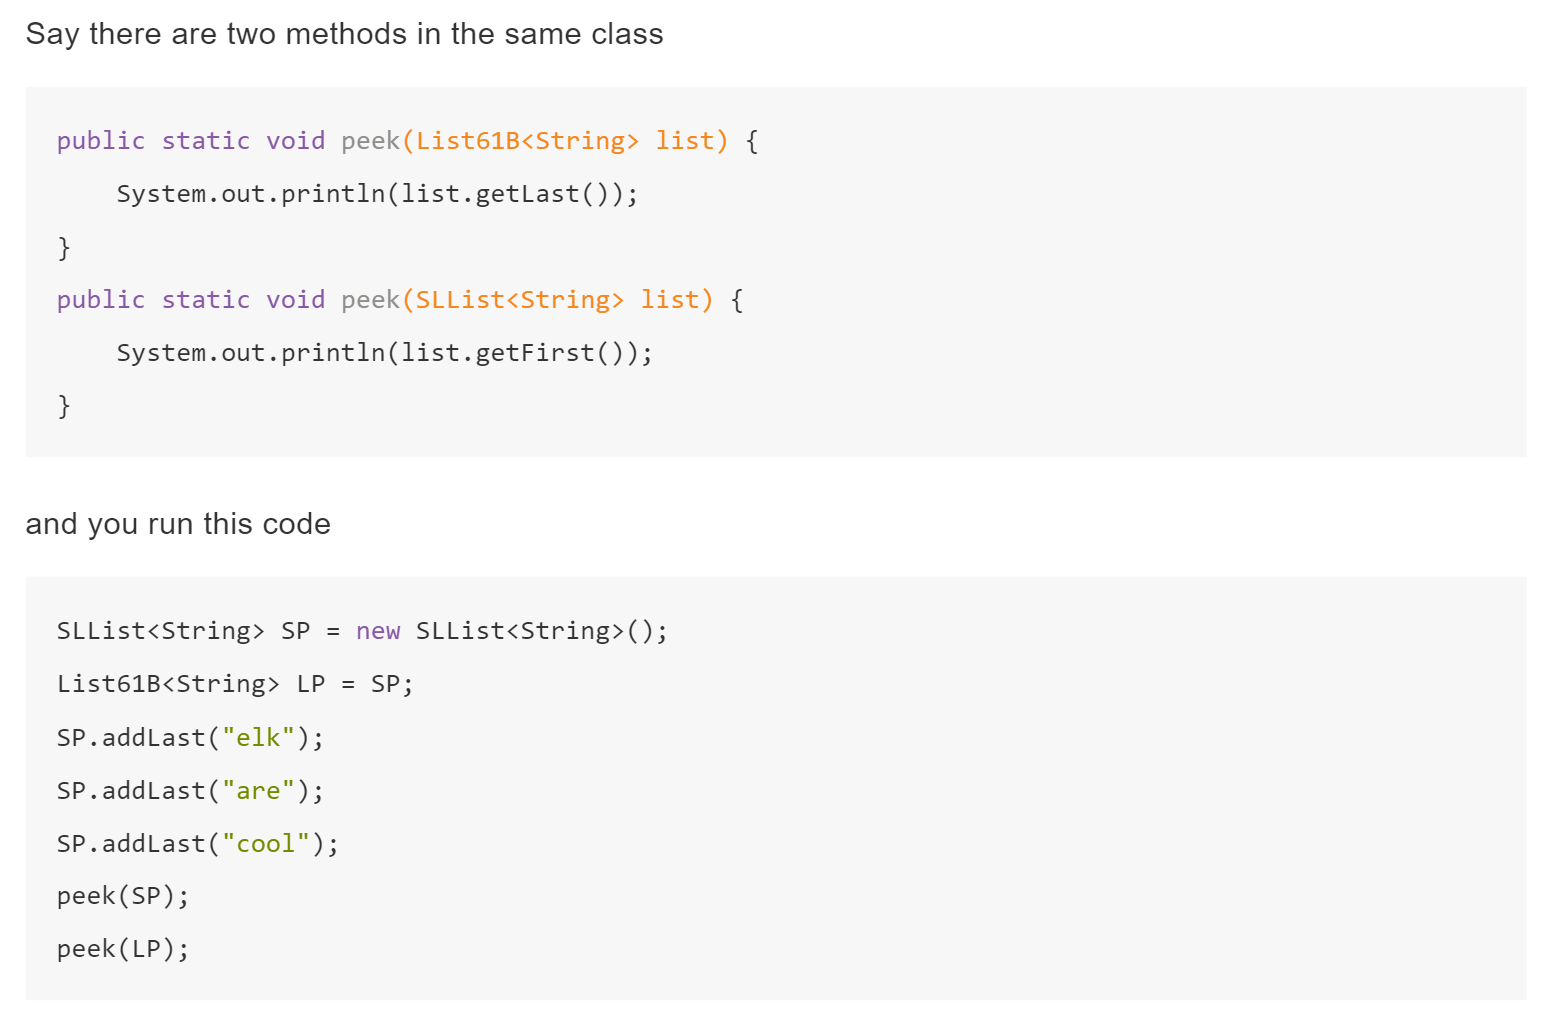 Say there are two methods in the same class
public static void peek(List61B<String> list) {
    System.out.println(list.getLast());
}
public static void peek(SLList<String> list) {
    System.out.println(list.getFirst());
}
and you run this code
SLList<String> SP = new SLList<String>();
List61B<String> LP = SP;
SP.addLast("elk");
SP.addLast("are");
SP.addLast("cool");
peek(SP);
peek(LP);